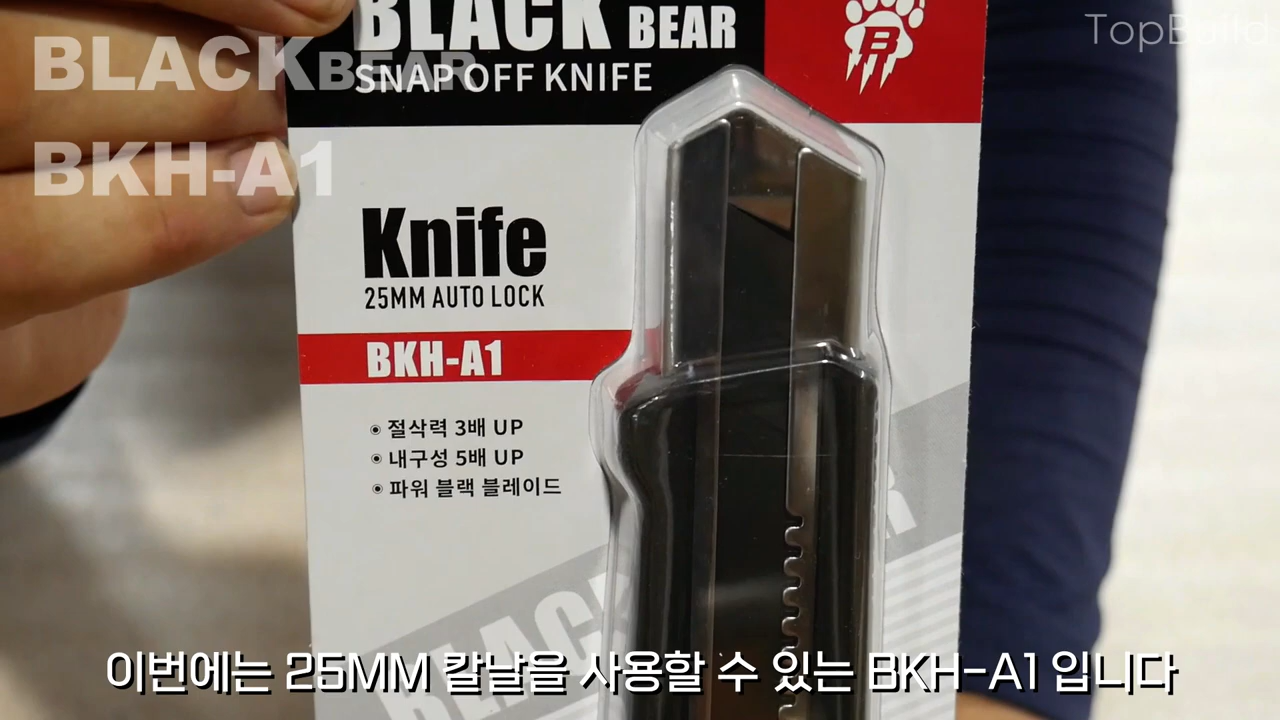 TopBuild
BLACK BEAR
BLACKBEAR
SNAP OFF KNIFE
BKH-A1
Knife
25MM AUTO LOCK
BKH-A1
◉ 절삭력 3배 UP
◉ 내구성 5배 UP
◉ 파워 블랙 블레이드
BLACK
이번에는 25MM 칼날을 사용할 수 있는 BKH-A1 입니다